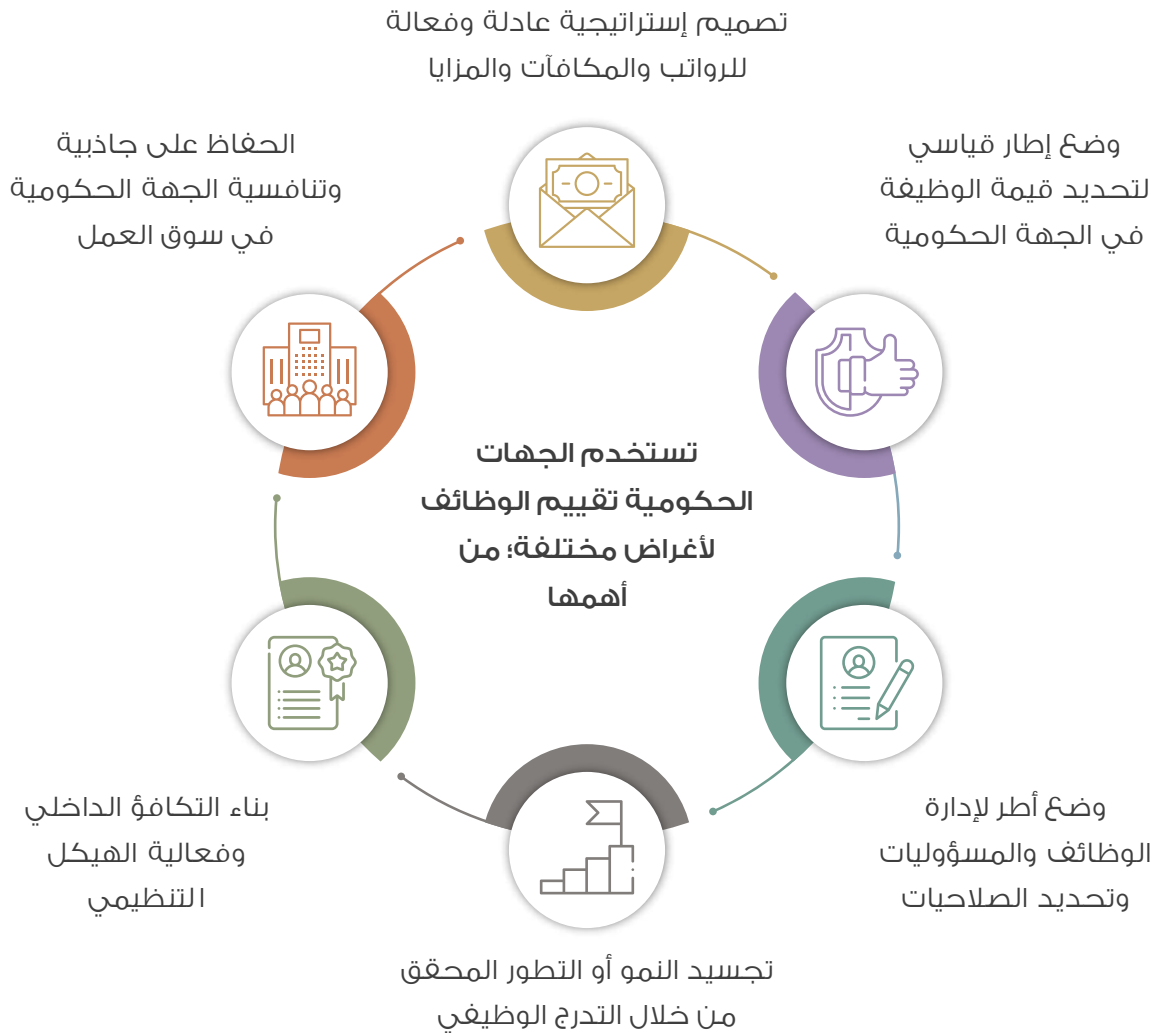 تصميم إستراتيجية عادلة وفعالة
للرواتب والمكافآت والمزايا
وضع إطار قياسي
لتحديد قيمة الوظيفة
في الجهة الحكومية
الحفاظ على جاذبية
وتنافسية الجهة الحكومية
في سوق العمل
تستخدم الجهات
الحكومية تقييم الوظائف
لأغراض مختلفة؛ من
أهمها
وضع أطر لإدارة
الوظائف والمسؤوليات
وتحديد الصلاحيات
بناء التكافؤ الداخلي
وفعالية الهيكل
التنظيمي
تجسيد النمو أو التطور المحقق
من خلال التدرج الوظيفي